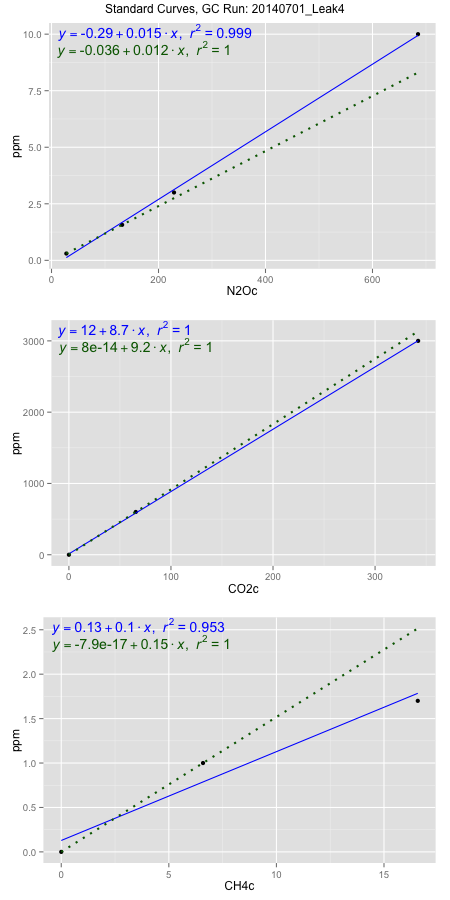 Standard Curves, GC Run: 20140701_Leak4
y = -0.29 + 0.015 · x, r² = 0.999
y = -0.036 + 0.012 · x, r² = 1
10.0
7.5
5.0
2.5
0.0
ppm
0 200 400 600
N2Oc
y = 12 + 8.7 · x, r² = 1
y = 8e-14 + 9.2 · x, r² = 1
3000
2000
1000
0
ppm
0 100 200 300
CO2c
y = 0.13 + 0.1 · x, r² = 0.953
y = -7.9e-17 + 0.15 · x, r² = 1
2.5
2.0
1.5
1.0
0.5
0.0
ppm
0 5 10 15
CH4c